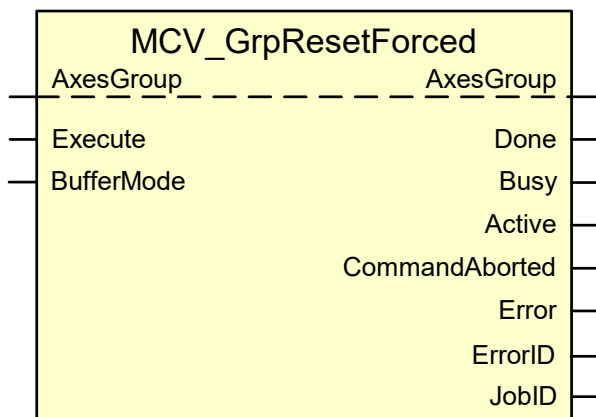 MCV_GrpResetForced
AxesGroup AxesGroup
Execute Done
BufferMode Busy
Active
CommandAborted
Error
ErrorID
JobID